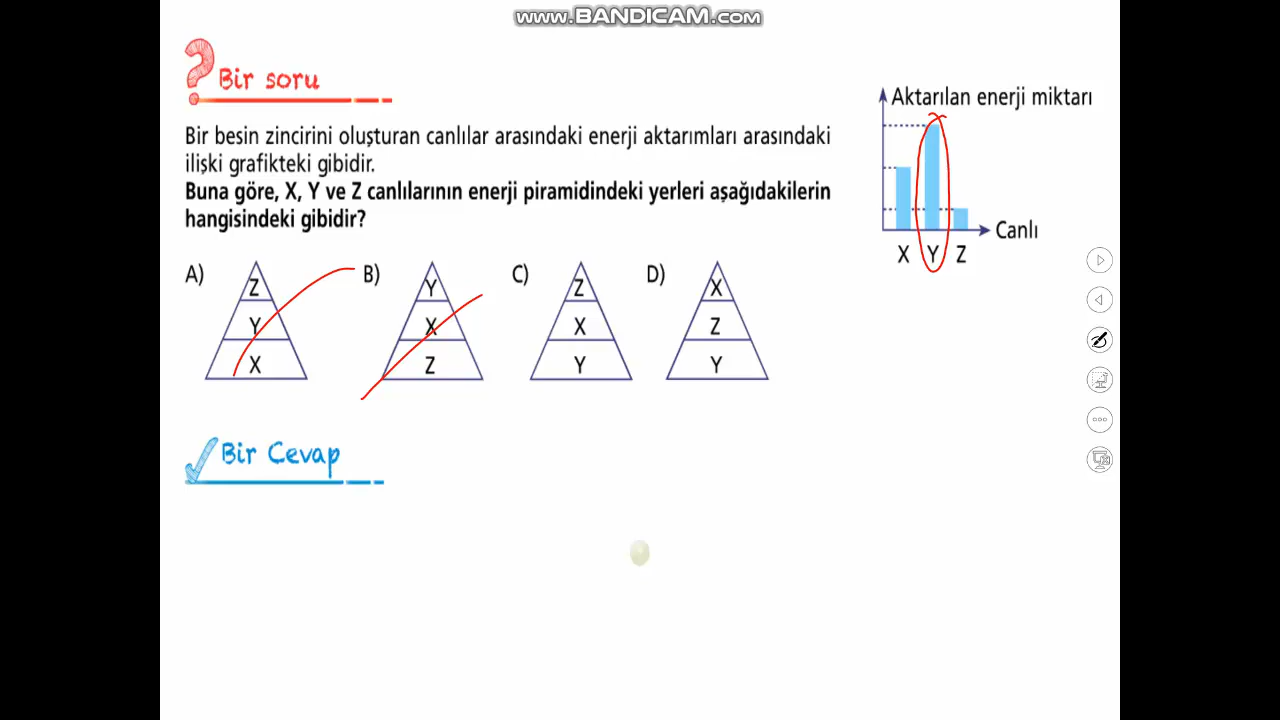 www.BANDICAM.com
Bir soru
Bir besin zincirini oluşturan canlılar arasındaki enerji aktarımları arasındaki
ilişki grafikteki gibidir.
Buna göre, X, Y ve Z canlılarının enerji piramidindeki yerleri aşağıdakilerin
hangisindeki gibidir?
Aktarılan enerji miktarı
Canlı
X Y Z
A)
Z
Y
X
B)
Y
X
Z
C)
Z
X
Y
D)
X
Z
Y
Bir Cevap